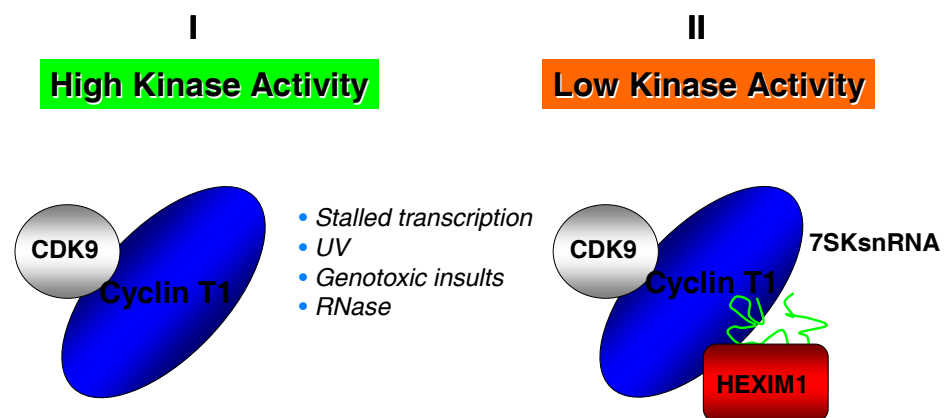 I
High Kinase Activity
CDK9
Cyclin T1
• Stalled transcription
• UV
• Genotoxic insults
• RNase
II
Low Kinase Activity
CDK9
Cyclin T1
7SKsnRNA
HEXIM1